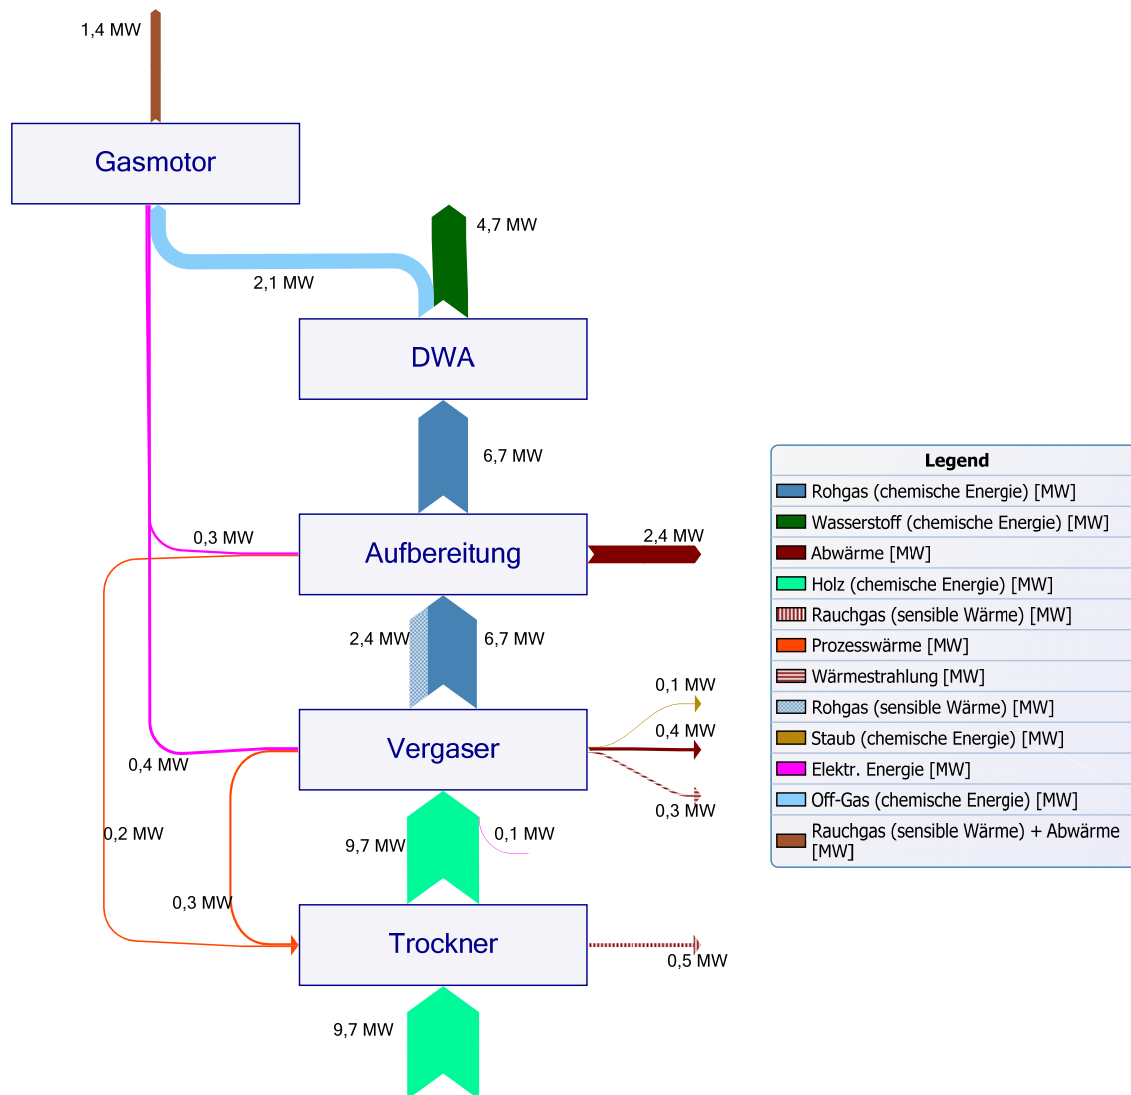 1,4 MW
Gasmotor
4,7 MW
2,1 MW
DWA
6,7 MW
0,3 MW
Aufbereitung
2,4 MW
2,4 MW
6,7 MW
0,1 MW
Vergaser
0,4 MW
0,4 MW
0,3 MW
0,2 MW
9,7 MW
0,1 MW
0,3 MW
Trockner
0,5 MW
9,7 MW
Legend
Rohgas (chemische Energie) [MW]
Wasserstoff (chemische Energie) [MW]
Abwärme [MW]
Holz (chemische Energie) [MW]
Rauchgas (sensible Wärme) [MW]
Prozesswärme [MW]
Wärmestrahlung [MW]
Rohgas (sensible Wärme) [MW]
Staub (chemische Energie) [MW]
Elektr. Energie [MW]
Off-Gas (chemische Energie) [MW]
Rauchgas (sensible Wärme) + Abwärme
[MW]